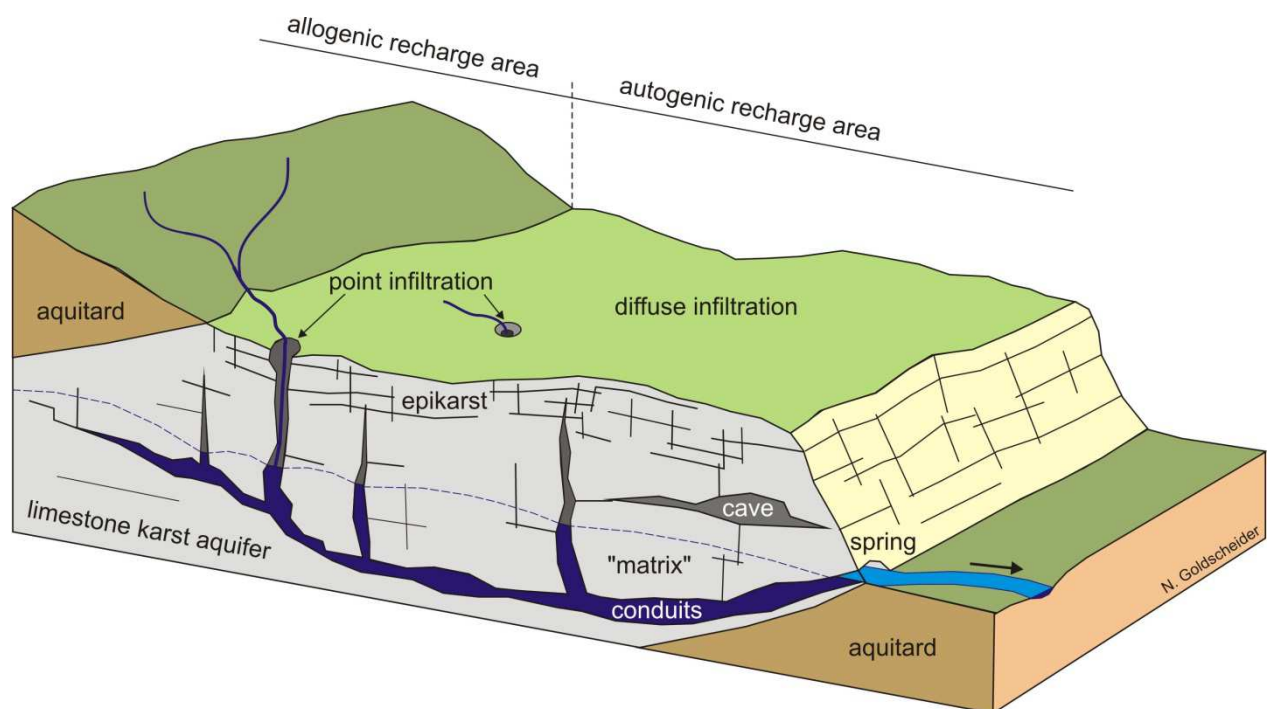 allogenic recharge area
autogenic recharge area
point infiltration
diffuse infiltration
aquitard
epikarst
cave
limestone karst aquifer
"matrix"
spring
conduits
aquitard
N. Goldscheider